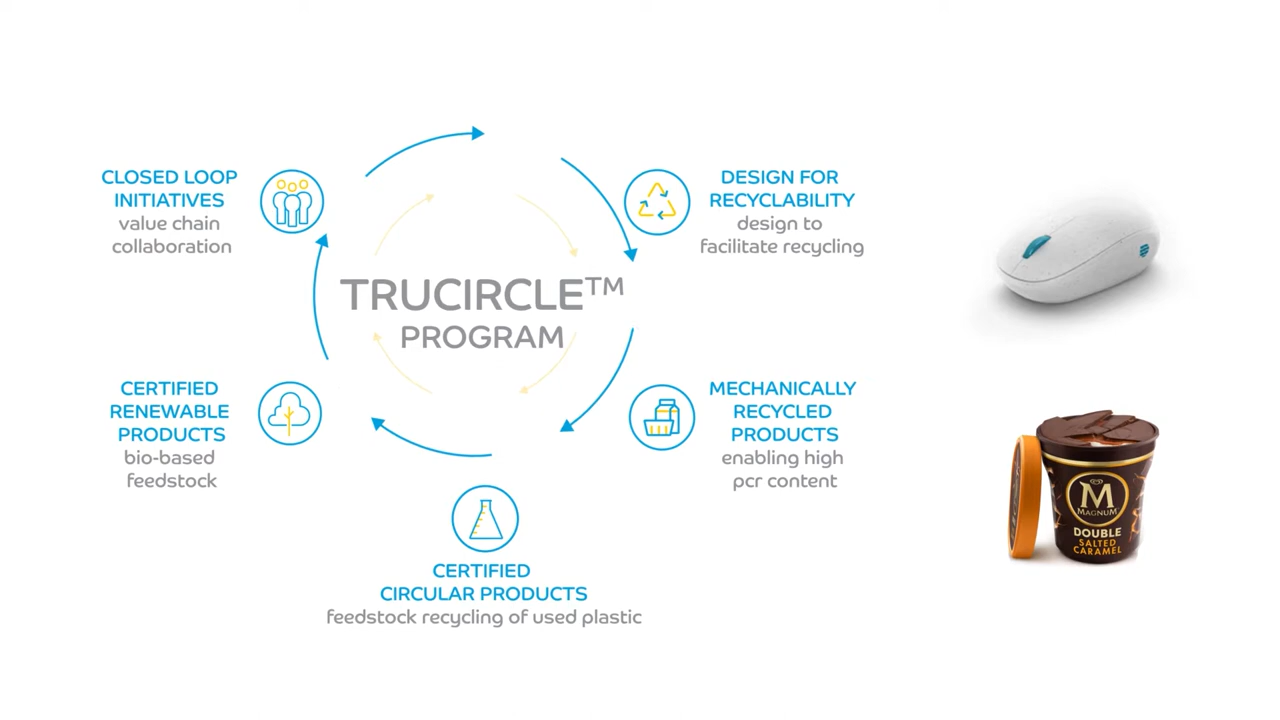 CLOSED LOOP
INITIATIVES
value chain
collaboration
DESIGN FOR
RECYCLABILITY
design to
facilitate recycling
TRUCIRCLE™
PROGRAM
CERTIFIED
RENEWABLE
PRODUCTS
bio-based
feedstock
MECHANICALLY
RECYCLED
PRODUCTS
enabling high
pcr content
CERTIFIED
CIRCULAR PRODUCTS
feedstock recycling of used plastic
M
MAGNUM
DOUBLE
SALTED
CARAMEL